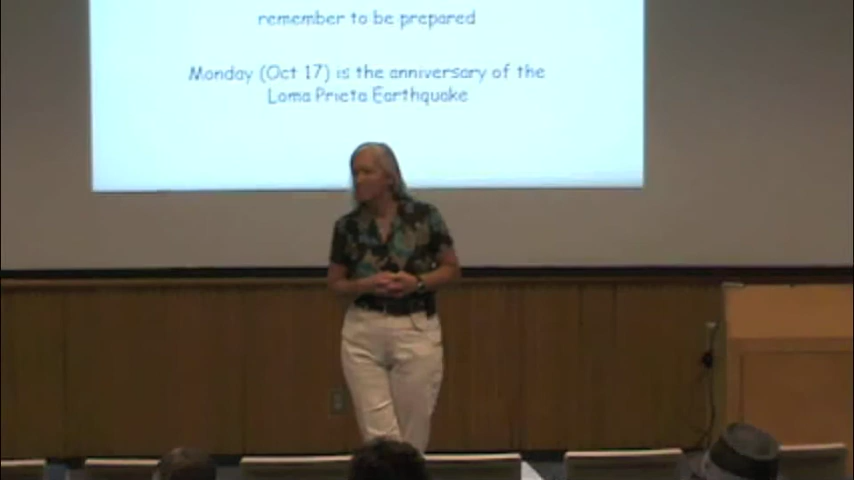 remember to be prepared
Monday (Oct 17) is the anniversary of the
Loma Prieta Earthquake